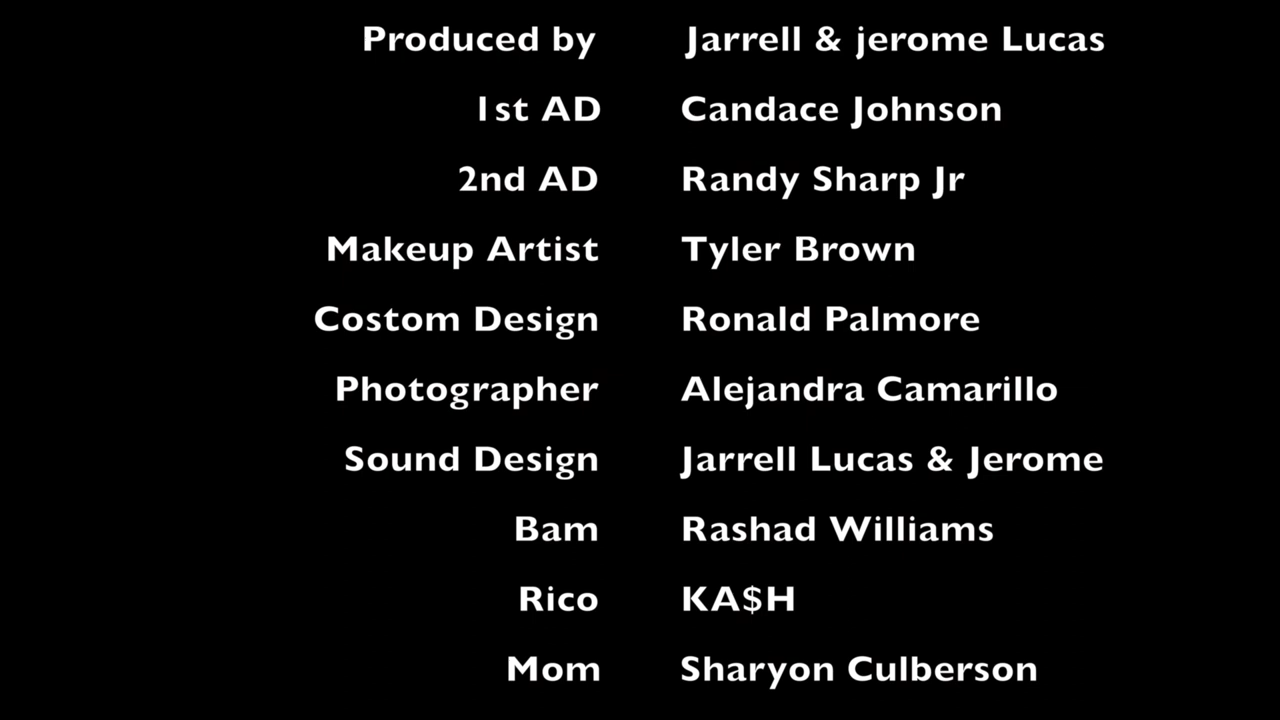 Produced by Jarrell & jerome Lucas
1st AD Candace Johnson
2nd AD Randy Sharp Jr
Makeup Artist Tyler Brown
Costom Design Ronald Palmore
Photographer Alejandra Camarillo
Sound Design Jarrell Lucas & Jerome
Bam Rashad Williams
Rico KA$H
Mom Sharyon Culberson